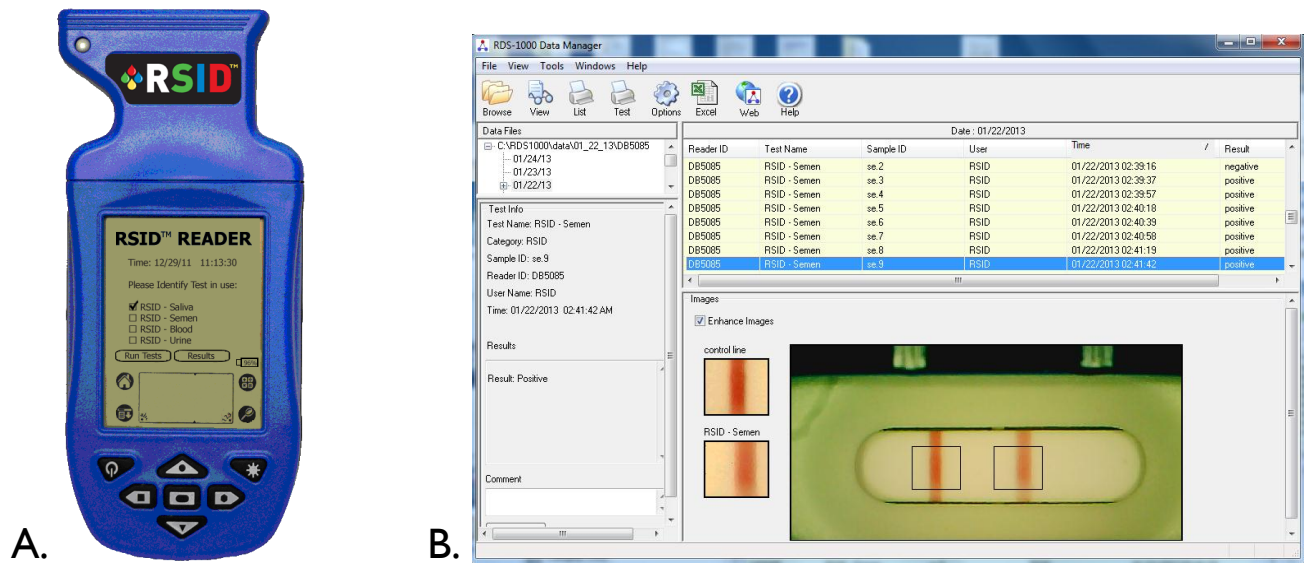 RSID™
RSID™ READER
Time: 12/29/11 11:13:30
Please Identify Test in use:
RSID - Saliva
RSID - Semen
RSID - Blood
RSID - Urine
Run Tests Results
A.
RDS-1000 Data Manager
File View Tools Windows Help
Browse View List Test Options Excel Web Help
Data Files
C:\RDS1000\data\01_22_13\DB5085
01/24/13
01/23/13
01/22/13
Test Info
Test Name: RSID - Semen
Category: RSID
Sample ID: se.9
Reader ID: DB5085
User Name: RSID
Time: 01/22/2013 02:41:42 AM
Results
Result: Positive
Comment
Date : 01/22/2013
Reader ID Test Name Sample ID User Time / Result
DB5085 RSID - Semen se.2 RSID 01/22/2013 02:39:16 negative
DB5085 RSID - Semen se.3 RSID 01/22/2013 02:39:37 positive
DB5085 RSID - Semen se.4 RSID 01/22/2013 02:39:57 positive
DB5085 RSID - Semen se.5 RSID 01/22/2013 02:40:18 positive
DB5085 RSID - Semen se.6 RSID 01/22/2013 02:40:39 positive
DB5085 RSID - Semen se.7 RSID 01/22/2013 02:40:58 positive
DB5085 RSID - Semen se.8 RSID 01/22/2013 02:41:19 positive
DB5085 RSID - Semen se.9 RSID 01/22/2013 02:41:42 positive
Images
Enhance Images
control line
RSID - Semen
B.